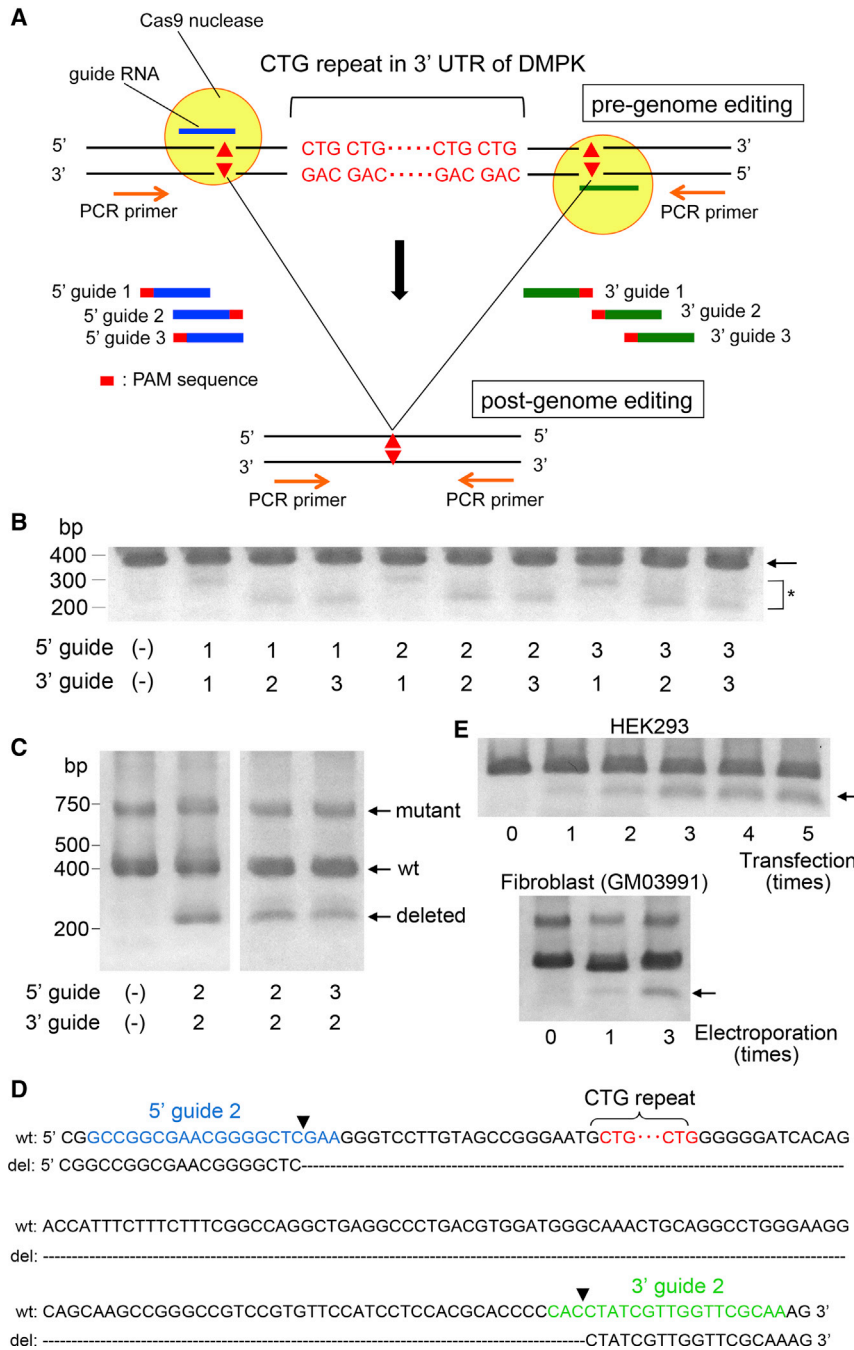 A
Cas9 nuclease
guide RNA
CTG repeat in 3’ UTR of DMPK
pre-genome editing
5’ CTG CTG·····CTG CTG 3’
3’ GAC GAC·····GAC GAC 5’
PCR primer PCR primer
5’ guide 1 3’ guide 1
5’ guide 2 3’ guide 2
5’ guide 3 3’ guide 3
: PAM sequence
post-genome editing
5’ 5’
3’ 3’
PCR primer PCR primer
B
bp
400
300
200
*
5’ guide (-) 1 1 1 2 2 2 3 3 3
3’ guide (-) 1 2 3 1 2 3 1 2 3
C
bp
750
500
400
200
mutant
wt
deleted
5’ guide (-) 2 2 3
3’ guide (-) 2 2 2
E
HEK293
0 1 2 3 4 5
Transfection
(times)
Fibroblast (GM03991)
0 1 3 Electroporation
(times)
D
5’ guide 2 CTG repeat
wt: 5’ CGGCCGGCGAACGGGGCTCGAAGGGTCCTTGTAGCCGGGAATGCTG···CTGGGGGGATCACAG
del: 5’ CGGCCGGCGAACGGGGCTC------------------------------------------------
wt: ACCATTTCTTTCTTTCGGCCAGGCTGAGGCCCTGACGTGGATGGGCAAACTGCAGGCCTGGGAAGG
del: ------------------------------------------------------------------
3’ guide 2
wt: CAGCAAGCCGGGCCGTCCGTGTTCCATCCTCCACGCACCCCCACCTATCGTTGGTTCGCAAAG 3’
del: --------------------------------------------CTATCGTTGGTTCGCAAAG 3’